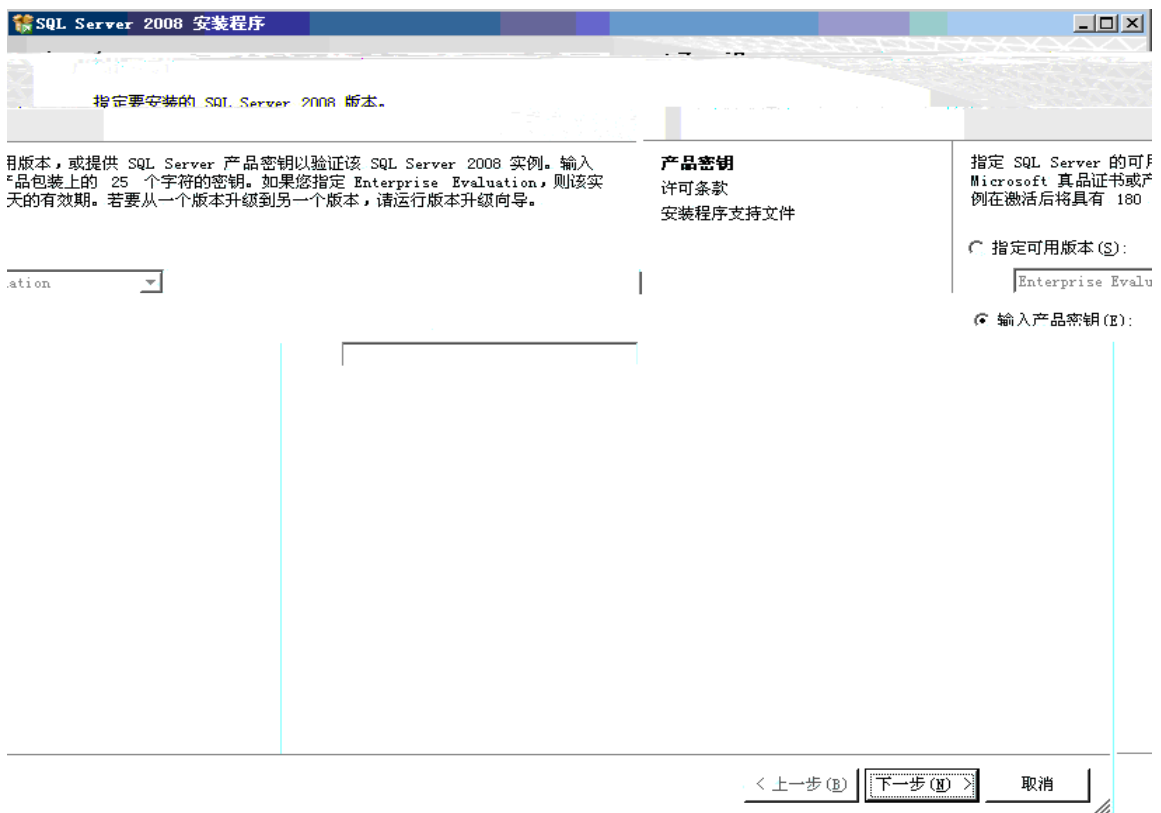 SQL Server 2008 安装程序
指定要安装的 SQL Server 2008 版本。
产品密钥
许可条款
安装程序支持文件
指定 SQL Server 的可用版本，或提供 SQL Server 产品密钥以验证该 SQL Server 2008 实例。输入
Microsoft 真品证书或产品包装上的 25 个字符的密钥。如果您指定 Enterprise Evaluation，则该实
例在激活后将具有 180 天的有效期。若要从一个版本升级到另一个版本，请运行版本升级向导。
指定可用版本(S):
Enterprise Evaluation
输入产品密钥(E):
< 上一步(B)
下一步(N) >
取消